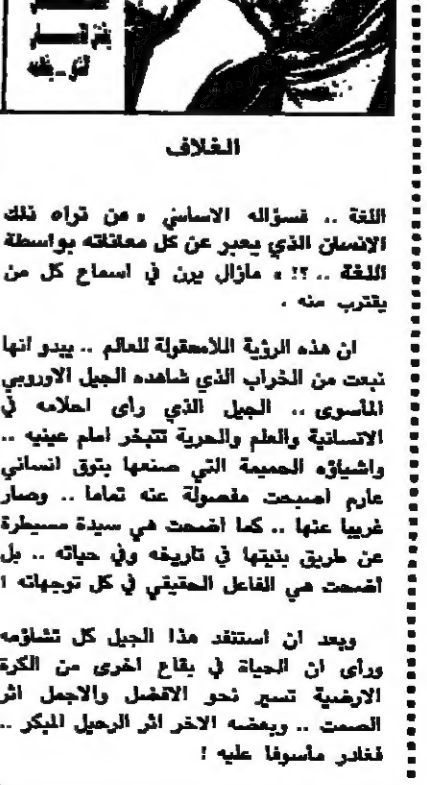 الغلاف
اللغة .. فسؤاله الاساسي « من تراه ذلك
الانسان الذي يعبر عن كل معاناته بواسطة
اللغة .. ؟! » مازال يرن في اسماع كل من
يقترب منه .
ان هذه الرؤية اللامعقولة للعالم .. يبدو انها
نبعت من الخراب الذي شاهده الجيل الاوروبي
المأسوي .. الجيل الذي رأى احلامه في
الانسانية والعلم والحرية تتبخر امام عينيه ..
واشياؤه الحميمة التي صنعها بتوق انساني
عارم اصبحت مفصولة عنه تماما .. وصار
غريبا عنها .. كما اضحت هي سيدة مسيطرة
عن طريق بنيتها في تاريخه وفي حياته .. بل
اضحت هي الفاعل الحقيقي في كل توجهاته !
وبعد ان استنفد هذا الجيل كل تشاؤمه
ورأى ان الحياة في بقاع اخرى من الكرة
الارضية تسير نحو الافضل والاجمل اثر
الصمت .. وبعضه الاخر اثر الرحيل المبكر ..
فغادر مأسوفا عليه !